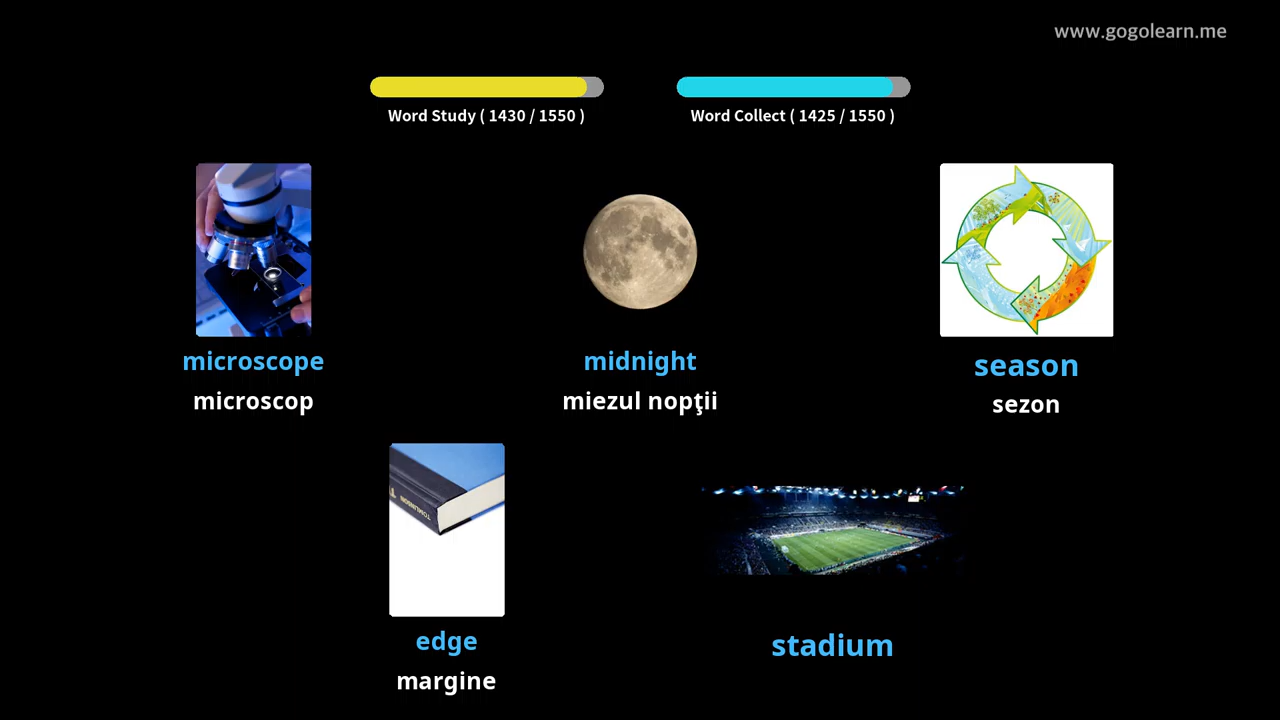 www.gogolearn.me
Word Study ( 1430 / 1550 )
Word Collect ( 1425 / 1550 )
microscope
microscop
midnight
miezul nopţii
season
sezon
TOMLINSON
edge
margine
stadium